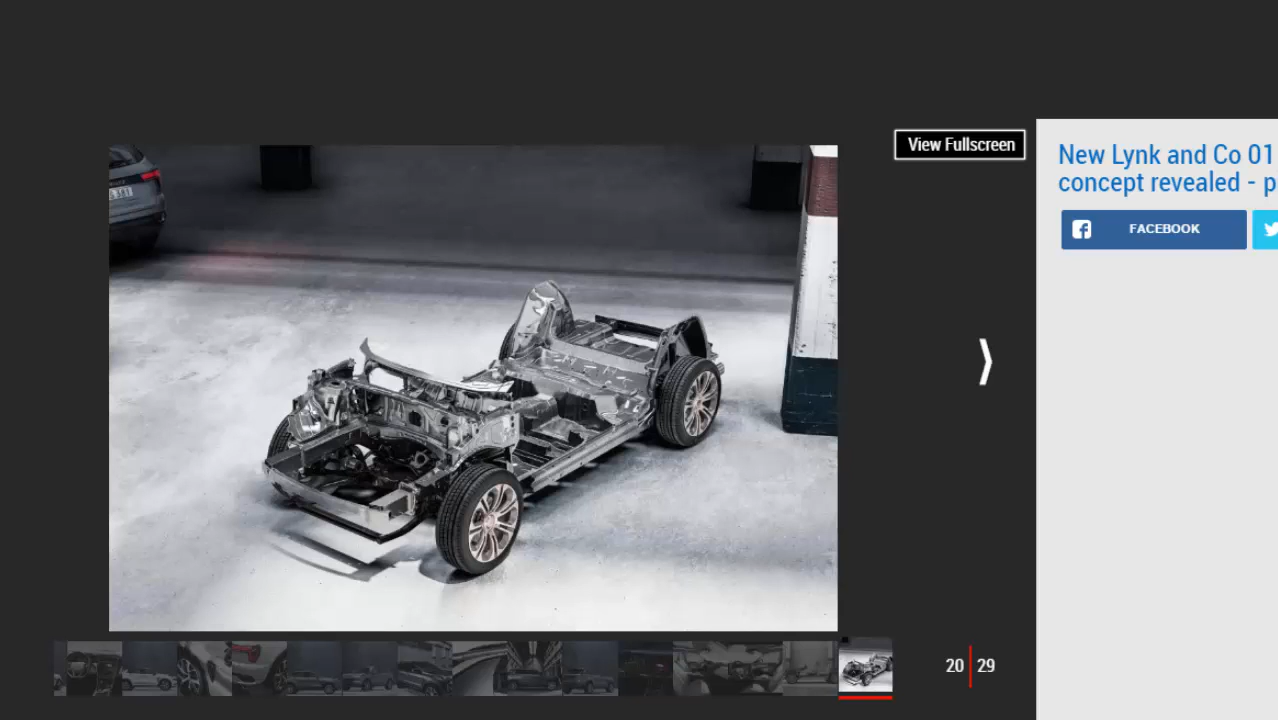 View Fullscreen
New Lynk and Co 01
concept revealed - p
FACEBOOK
20 29